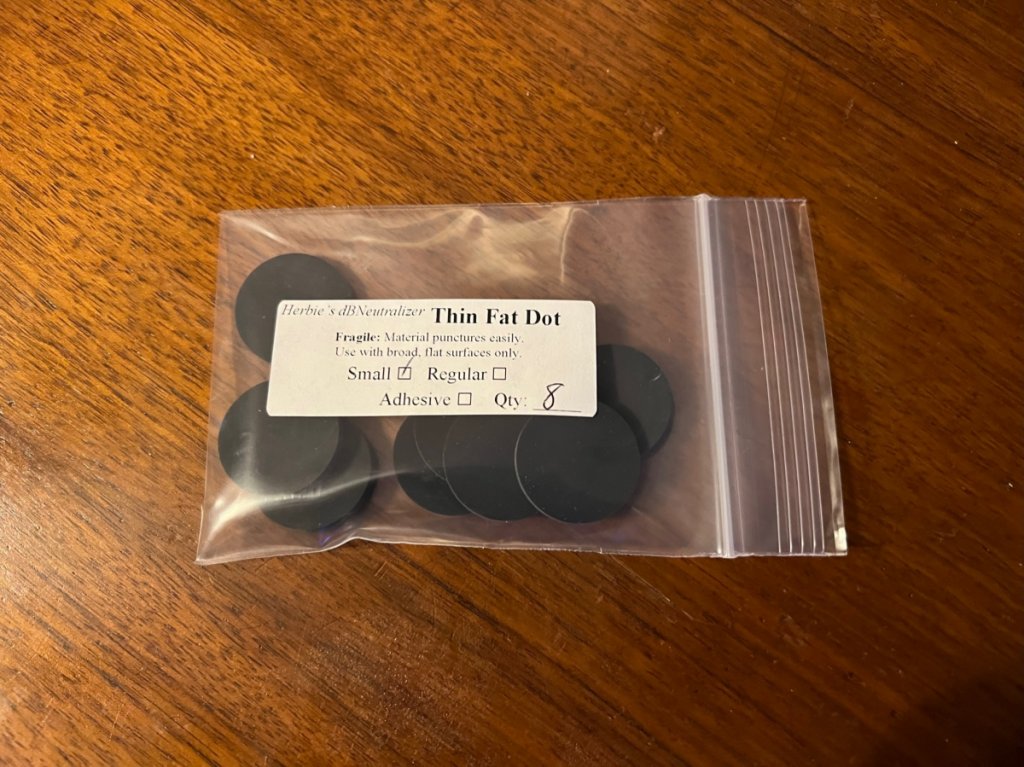 Herbie's dBNeutralizer Thin Fat Dot
Fragile: Material punctures easily.
Use with broad, flat surfaces only.
Small ☑ Regular ☐
Adhesive ☐ Qty: 8